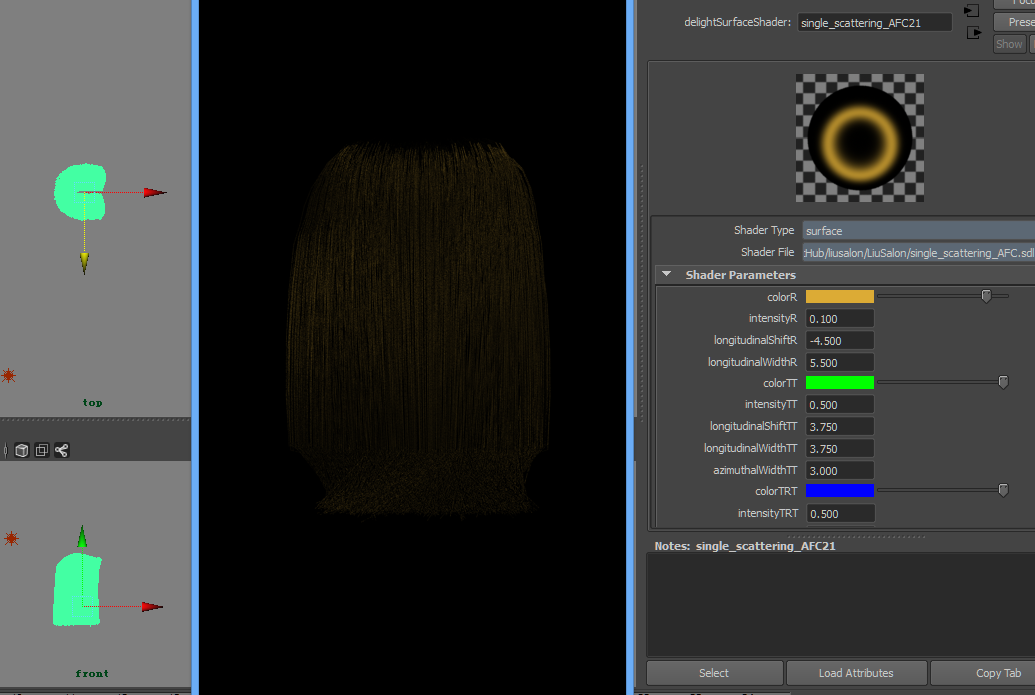 delightSurfaceShader: single_scattering_AFC21
Prese
Show
Shader Type surface
Shader File :Hub/liusalon/LiuSalon/single_scattering_AFC.sdl
Shader Parameters
colorR
intensityR 0.100
longitudinalShiftR -4.500
longitudinalWidthR 5.500
colorTT
intensityTT 0.500
longitudinalShiftTT 3.750
longitudinalWidthTT 3.750
azimuthalWidthTT 3.000
colorTRT
intensityTRT 0.500
Notes: single_scattering_AFC21
Select Load Attributes Copy Tab
top
front